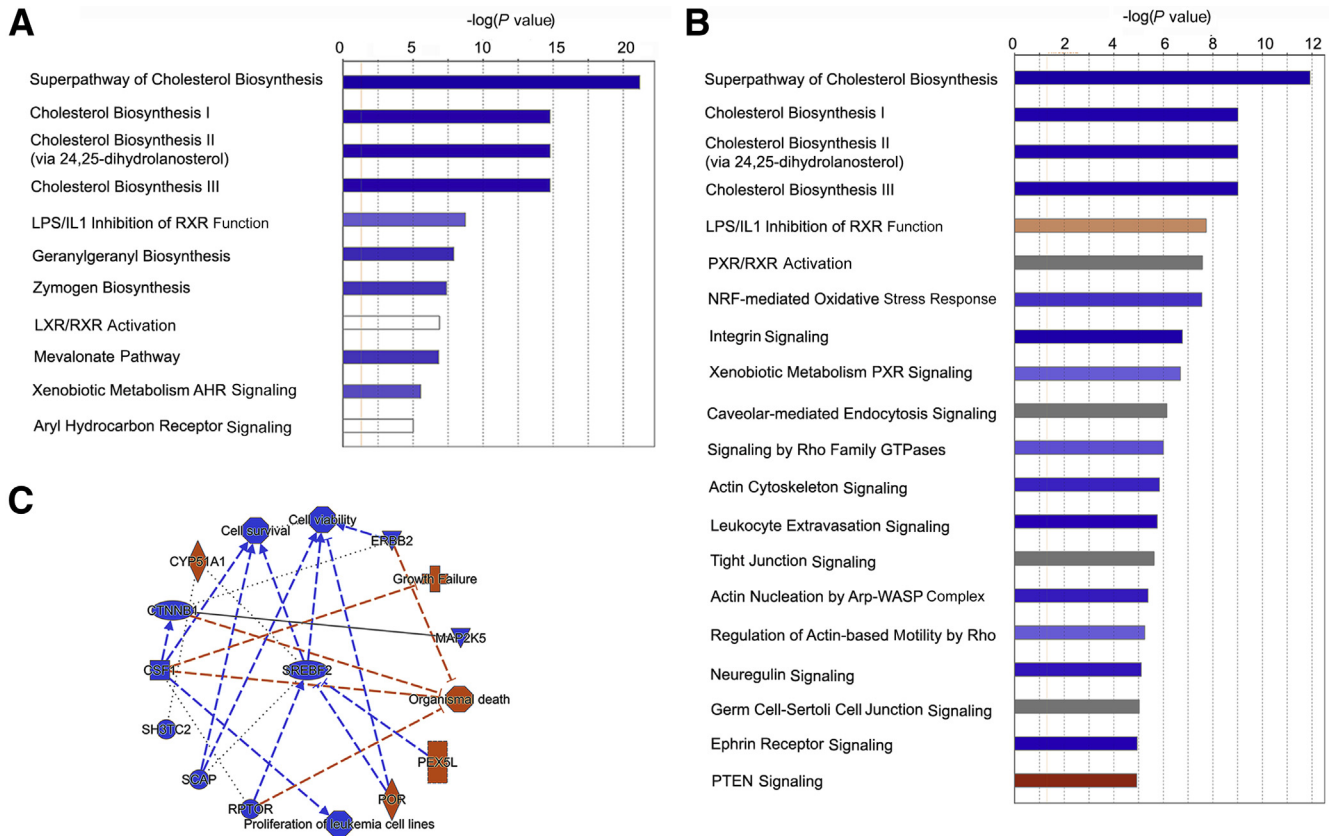 A
-log(P value)
0 5 10 15 20
Superpathway of Cholesterol Biosynthesis
Cholesterol Biosynthesis I
Cholesterol Biosynthesis II
(via 24,25-dihydrolanosterol)
Cholesterol Biosynthesis III
LPS/IL1 Inhibition of RXR Function
Geranylgeranyl Biosynthesis
Zymogen Biosynthesis
LXR/RXR Activation
Mevalonate Pathway
Xenobiotic Metabolism AHR Signaling
Aryl Hydrocarbon Receptor Signaling
B
-log(P value)
0 2 4 6 8 10 12
Superpathway of Cholesterol Biosynthesis
Cholesterol Biosynthesis I
Cholesterol Biosynthesis II
(via 24,25-dihydrolanosterol)
Cholesterol Biosynthesis III
LPS/IL1 Inhibition of RXR Function
PXR/RXR Activation
NRF-mediated Oxidative Stress Response
Integrin Signaling
Xenobiotic Metabolism PXR Signaling
Caveolar-mediated Endocytosis Signaling
Signaling by Rho Family GTPases
Actin Cytoskeleton Signaling
Leukocyte Extravasation Signaling
Tight Junction Signaling
Actin Nucleation by Arp-WASP Complex
Regulation of Actin-based Motility by Rho
Neuregulin Signaling
Germ Cell-Sertoli Cell Junction Signaling
Ephrin Receptor Signaling
PTEN Signaling
C
Cell survival
Cell viability
ERBB2
CYP51A1
Growth Failure
CTNNB1
MAP2K5
CSF1
SREBF2
Organismal death
SH3TC2
PEX5L
SCAP
POR
RPTOR
Proliferation of leukemia cell lines